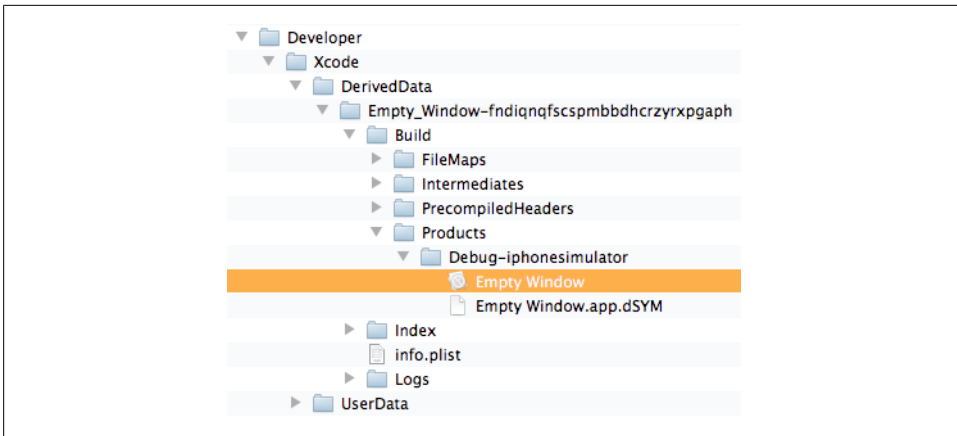 Developer
Xcode
DerivedData
Empty_Window-fndiqnqfscspmbbdhcrzyrxpgaph
Build
FileMaps
Intermediates
PrecompiledHeaders
Products
Debug-iphonesimulator
Empty Window
Empty Window.app.dSYM
Index
info.plist
Logs
UserData